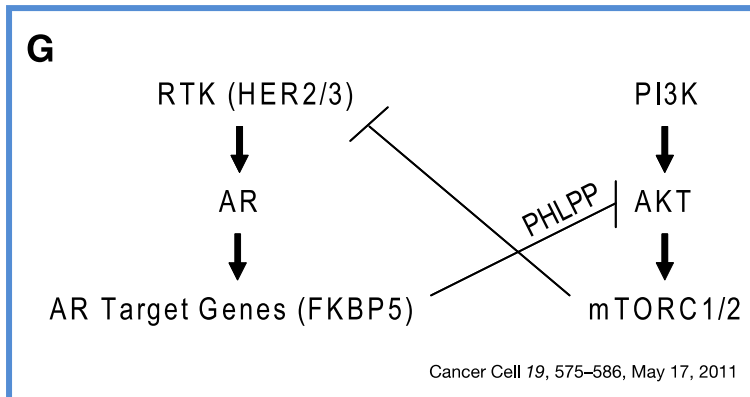 G
RTK (HER2/3) PI3K
AR PHLPP AKT
AR Target Genes (FKBP5) mTORC1/2
Cancer Cell 19, 575–586, May 17, 2011